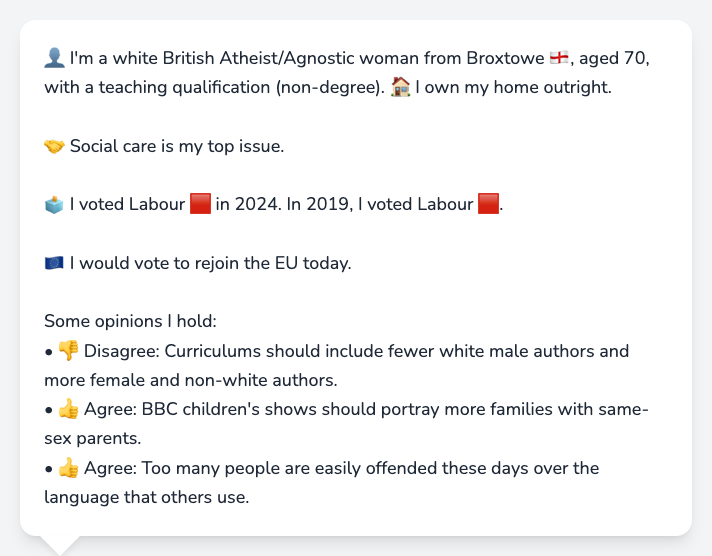 👤 I'm a white British Atheist/Agnostic woman from Broxtowe 🏴󠁧󠁢󠁥󠁮󠁧󠁿, aged 70,
with a teaching qualification (non-degree). 🏠 I own my home outright.
🤝 Social care is my top issue.
🗳️ I voted Labour 🟥 in 2024. In 2019, I voted Labour 🟥.
🇪🇺 I would vote to rejoin the EU today.
Some opinions I hold:
• 👎 Disagree: Curriculums should include fewer white male authors and
more female and non-white authors.
• 👍 Agree: BBC children's shows should portray more families with same-
sex parents.
• 👍 Agree: Too many people are easily offended these days over the
language that others use.